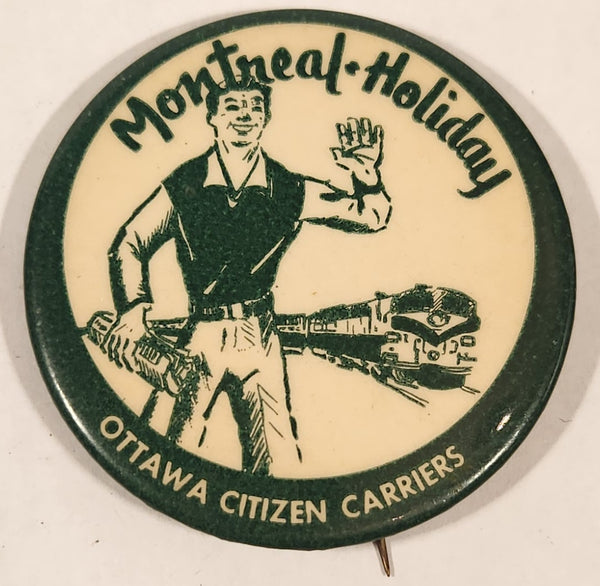 Montreal · Holiday
OTTAWA CITIZEN CARRIERS